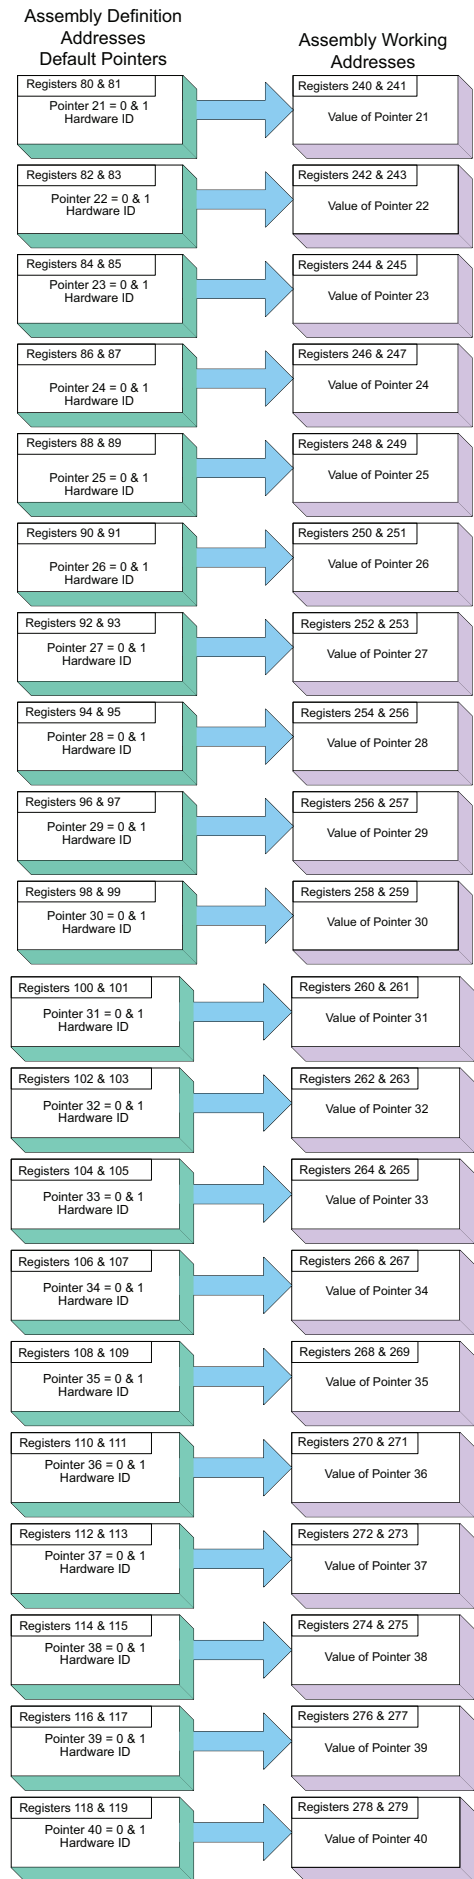 Assembly Definition
Addresses
Default Pointers
Assembly Working
Addresses
Registers 80 & 81
Pointer 21 = 0 & 1
Hardware ID
Registers 240 & 241
Value of Pointer 21
Registers 82 & 83
Pointer 22 = 0 & 1
Hardware ID
Registers 242 & 243
Value of Pointer 22
Registers 84 & 85
Pointer 23 = 0 & 1
Hardware ID
Registers 244 & 245
Value of Pointer 23
Registers 86 & 87
Pointer 24 = 0 & 1
Hardware ID
Registers 246 & 247
Value of Pointer 24
Registers 88 & 89
Pointer 25 = 0 & 1
Hardware ID
Registers 248 & 249
Value of Pointer 25
Registers 90 & 91
Pointer 26 = 0 & 1
Hardware ID
Registers 250 & 251
Value of Pointer 26
Registers 92 & 93
Pointer 27 = 0 & 1
Hardware ID
Registers 252 & 253
Value of Pointer 27
Registers 94 & 95
Pointer 28 = 0 & 1
Hardware ID
Registers 254 & 256
Value of Pointer 28
Registers 96 & 97
Pointer 29 = 0 & 1
Hardware ID
Registers 256 & 257
Value of Pointer 29
Registers 98 & 99
Pointer 30 = 0 & 1
Hardware ID
Registers 258 & 259
Value of Pointer 30
Registers 100 & 101
Pointer 31 = 0 & 1
Hardware ID
Registers 260 & 261
Value of Pointer 31
Registers 102 & 103
Pointer 32 = 0 & 1
Hardware ID
Registers 262 & 263
Value of Pointer 32
Registers 104 & 105
Pointer 33 = 0 & 1
Hardware ID
Registers 264 & 265
Value of Pointer 33
Registers 106 & 107
Pointer 34 = 0 & 1
Hardware ID
Registers 266 & 267
Value of Pointer 34
Registers 108 & 109
Pointer 35 = 0 & 1
Hardware ID
Registers 268 & 269
Value of Pointer 35
Registers 110 & 111
Pointer 36 = 0 & 1
Hardware ID
Registers 270 & 271
Value of Pointer 36
Registers 112 & 113
Pointer 37 = 0 & 1
Hardware ID
Registers 272 & 273
Value of Pointer 37
Registers 114 & 115
Pointer 38 = 0 & 1
Hardware ID
Registers 274 & 275
Value of Pointer 38
Registers 116 & 117
Pointer 39 = 0 & 1
Hardware ID
Registers 276 & 277
Value of Pointer 39
Registers 118 & 119
Pointer 40 = 0 & 1
Hardware ID
Registers 278 & 279
Value of Pointer 40